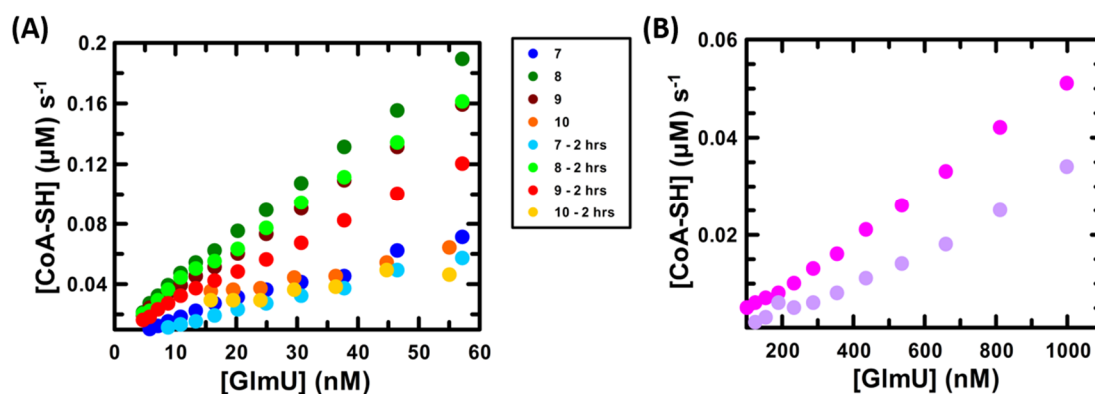 (A)
[CoA-SH] (µM) s⁻¹
0.2
0.16
0.12
0.08
0.04
0 10 20 30 40 50 60
[GlmU] (nM)
7
8
9
10
7 - 2 hrs
8 - 2 hrs
9 - 2 hrs
10 - 2 hrs
(B)
[CoA-SH] (µM) s⁻¹
0.06
0.04
0.02
200 400 600 800 1000
[GlmU] (nM)